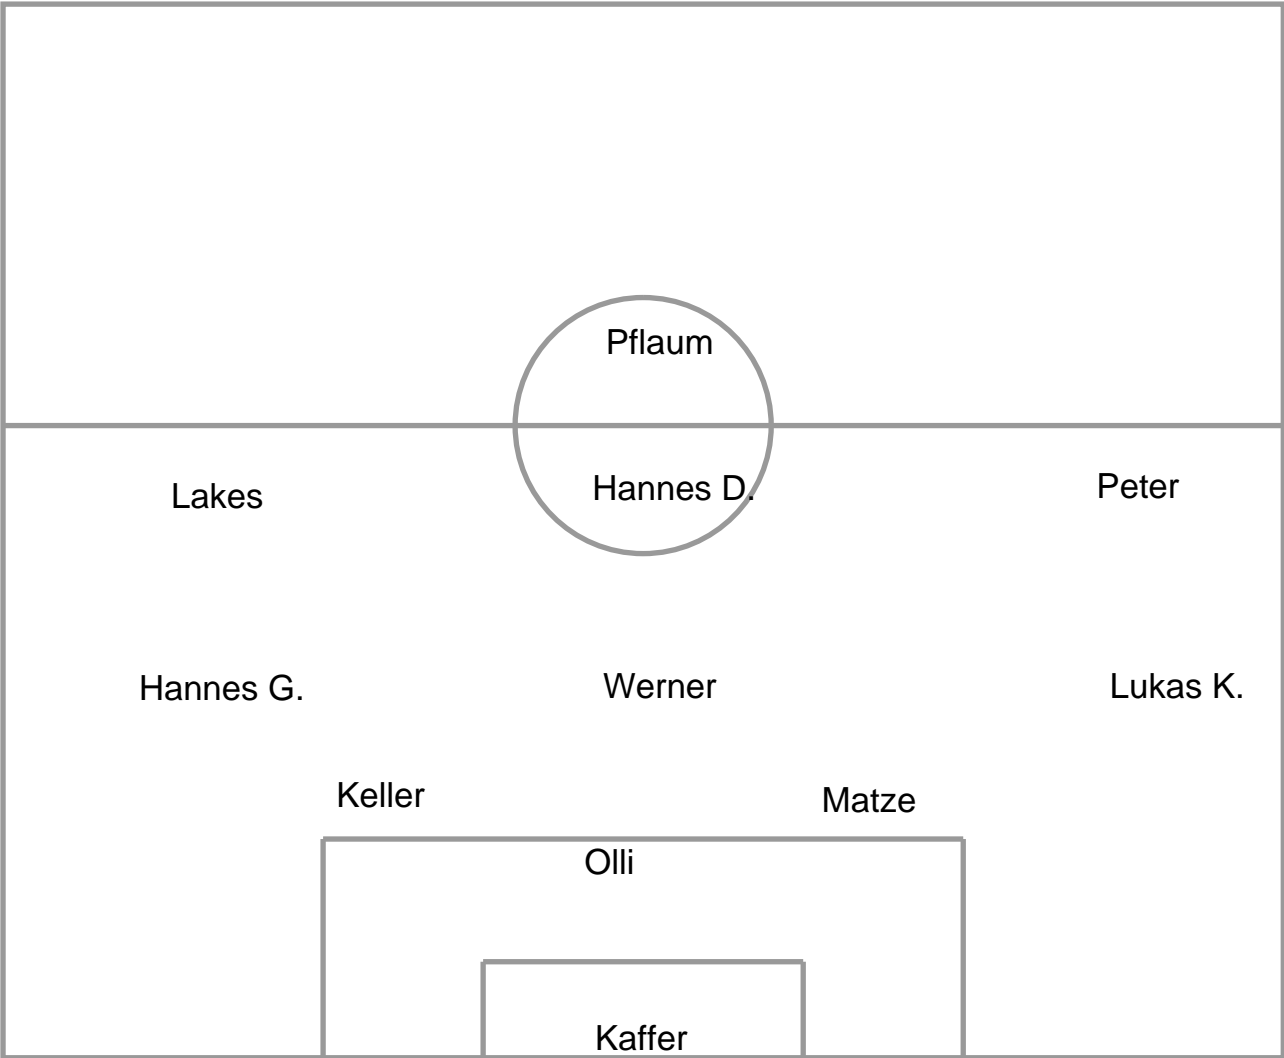 Pflaum
Lakes Hannes D. Peter
Hannes G. Werner Lukas K.
Keller Matze
Olli
Kaffer